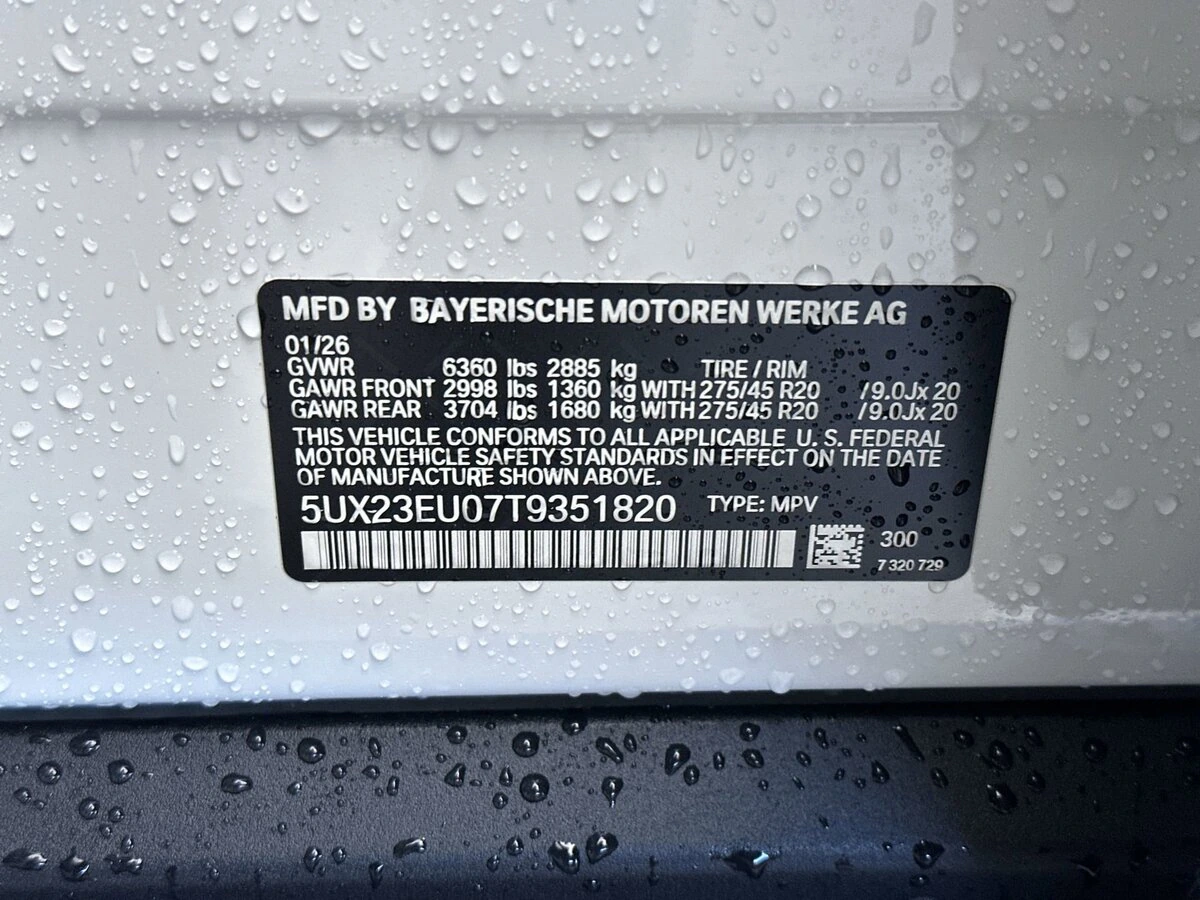 MFD BY BAYERISCHE MOTOREN WERKE AG
01/26
GVWR 6360 lbs 2885 kg TIRE / RIM
GAWR FRONT 2998 lbs 1360 kg WITH 275/45 R20 /9.0Jx 20
GAWR REAR 3704 lbs 1680 kg WITH 275/45 R20 /9.0Jx 20
THIS VEHICLE CONFORMS TO ALL APPLICABLE U. S. FEDERAL
MOTOR VEHICLE SAFETY STANDARDS IN EFFECT ON THE DATE
OF MANUFACTURE SHOWN ABOVE.
5UX23EU07T9351820 TYPE: MPV
300
7 320 729